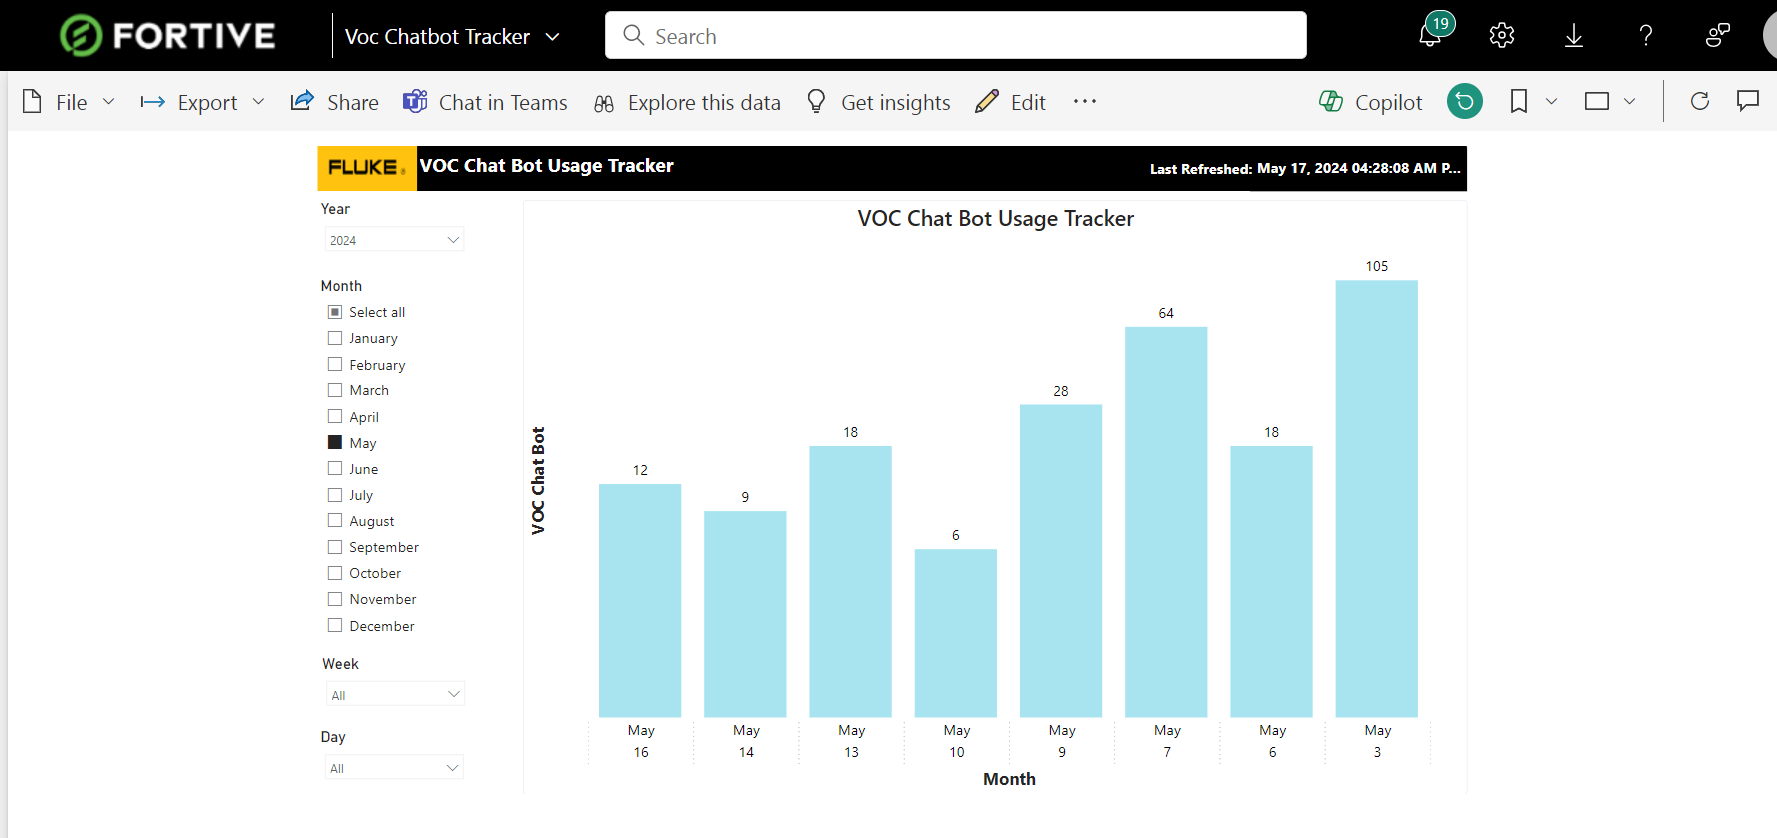 FORTIVE
Voc Chatbot Tracker
Search
19
File
Export
Share
Chat in Teams
Explore this data
Get insights
Edit
Copilot
FLUKE®
VOC Chat Bot Usage Tracker
Last Refreshed: May 17, 2024 04:28:08 AM P...
Year
2024
Month
Select all
January
February
March
April
May
June
July
August
September
October
November
December
Week
All
Day
All
VOC Chat Bot Usage Tracker
VOC Chat Bot
12
9
18
6
28
64
18
105
May May May May May May May May
16 14 13 10 9 7 6 3
Month